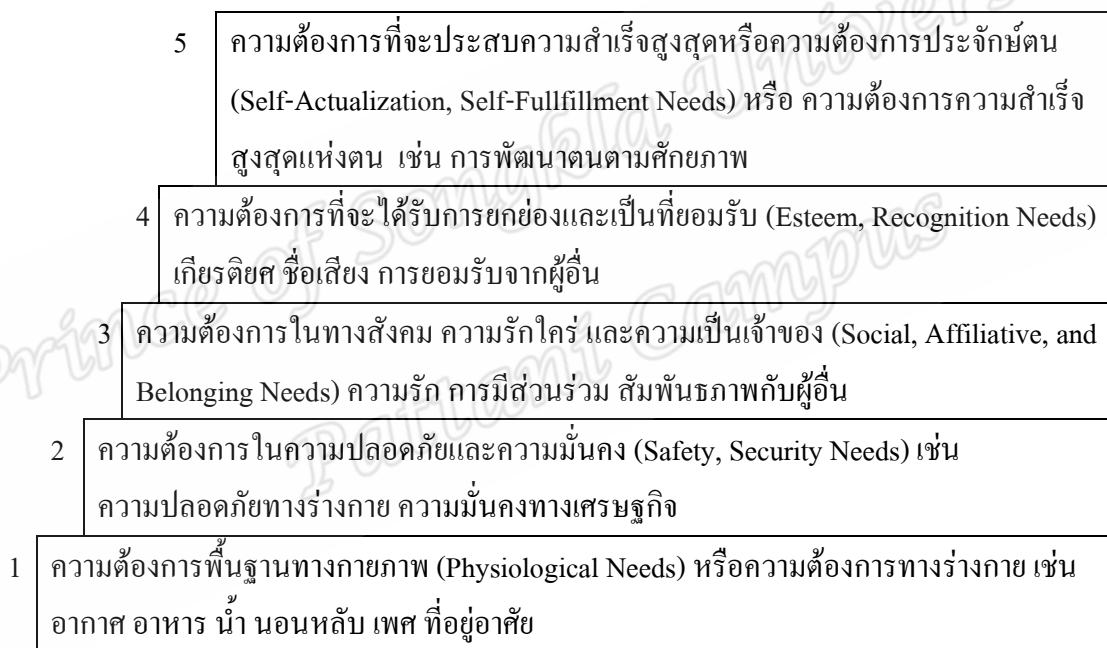 5 ความต้องการที่จะประสบความสำเร็จสูงสุดหรือความต้องการประจักษ์ตน
(Self-Actualization, Self-Fullfillment Needs) หรือ ความต้องการความสำเร็จ
สูงสุดแห่งตน เช่น การพัฒนาตนตามศักยภาพ
4 ความต้องการที่จะได้รับการยกย่องและเป็นที่ยอมรับ (Esteem, Recognition Needs)
เกียรติยศ ชื่อเสียง การยอมรับจากผู้อื่น
3 ความต้องการในทางสังคม ความรักใคร่ และความเป็นเจ้าของ (Social, Affiliative, and
Belonging Needs) ความรัก การมีส่วนร่วม สัมพันธภาพกับผู้อื่น
2 ความต้องการในความปลอดภัยและความมั่นคง (Safety, Security Needs) เช่น
ความปลอดภัยทางร่างกาย ความมั่นคงทางเศรษฐกิจ
1 ความต้องการพื้นฐานทางกายภาพ (Physiological Needs) หรือความต้องการทางร่างกาย เช่น
อากาศ อาหาร น้ำ นอนหลับ เพศ ที่อยู่อาศัย
Prince of Songkla Univers
Pattani Campus